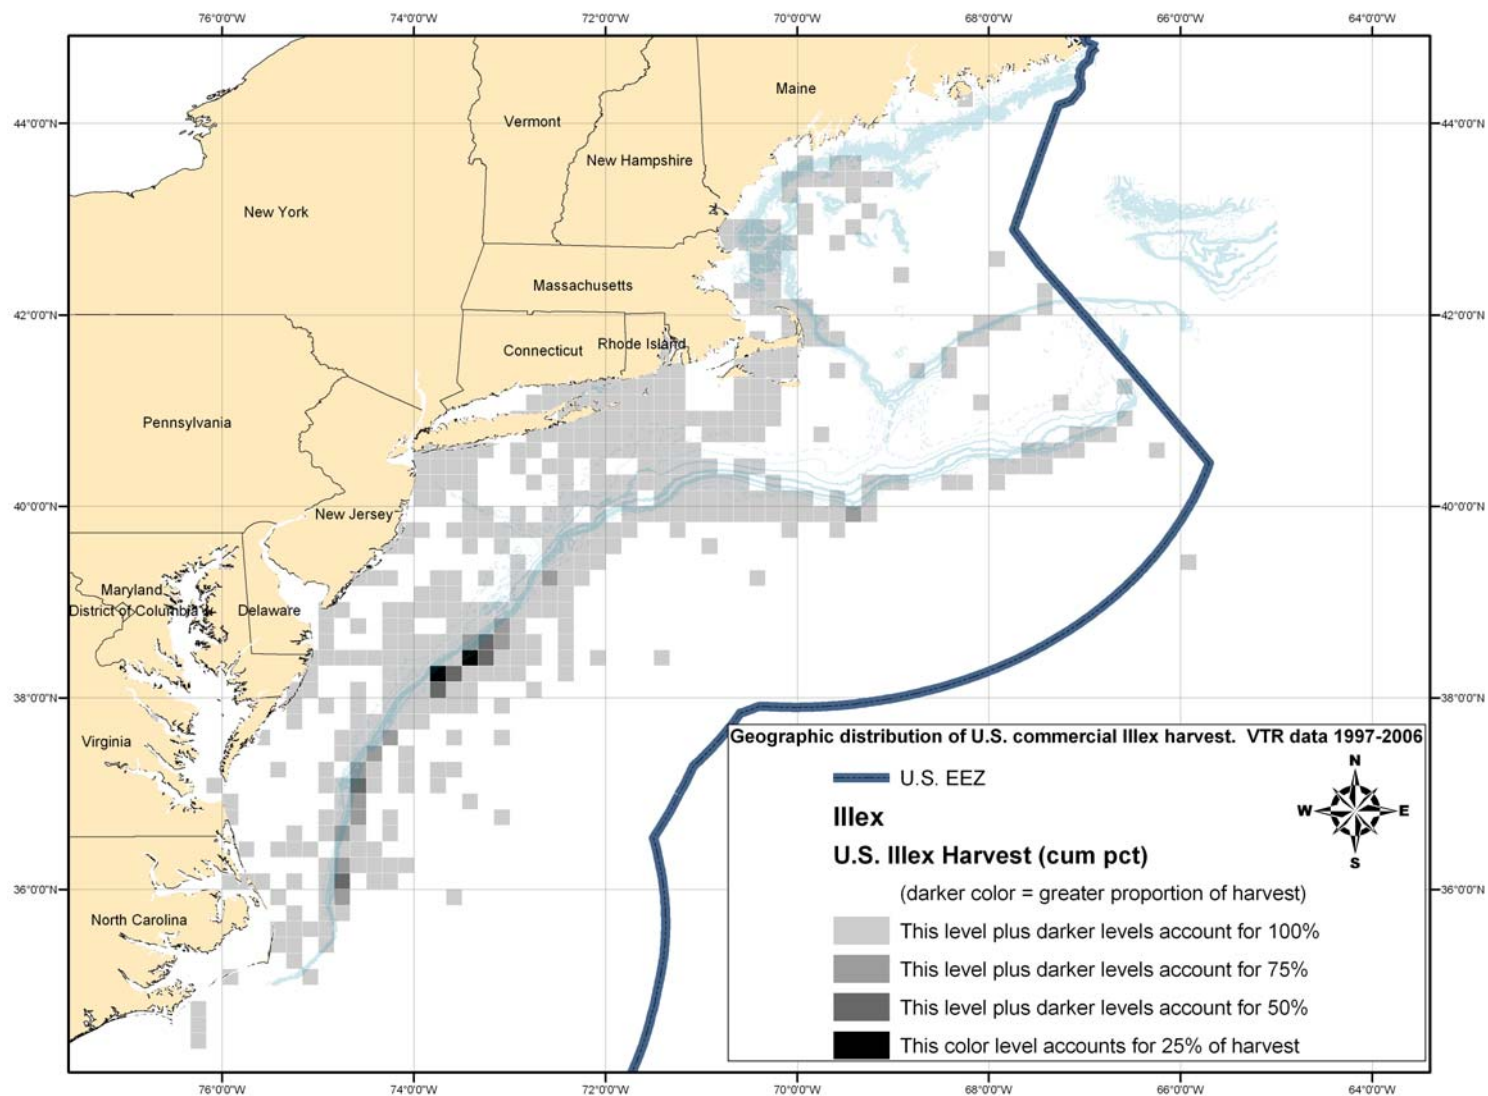 76°0'0"W 74°0'0"W 72°0'0"W 70°0'0"W 68°0'0"W 66°0'0"W 64°0'0"W
Maine
44°0'0"N 44°0'0"N
Vermont
New Hampshire
New York
Massachusetts
42°0'0"N 42°0'0"N
Connecticut Rhode Island
Pennsylvania
New Jersey
40°0'0"N 40°0'0"N
Maryland
District of Columbia Delaware
38°0'0"N 38°0'0"N
Virginia
Geographic distribution of U.S. commercial Illex harvest. VTR data 1997-2006
U.S. EEZ
N
W E
S
Illex
U.S. Illex Harvest (cum pct)
36°0'0"N 36°0'0"N
(darker color = greater proportion of harvest)
North Carolina
This level plus darker levels account for 100%
This level plus darker levels account for 75%
This level plus darker levels account for 50%
This color level accounts for 25% of harvest
76°0'0"W 74°0'0"W 72°0'0"W 70°0'0"W 68°0'0"W 66°0'0"W 64°0'0"W